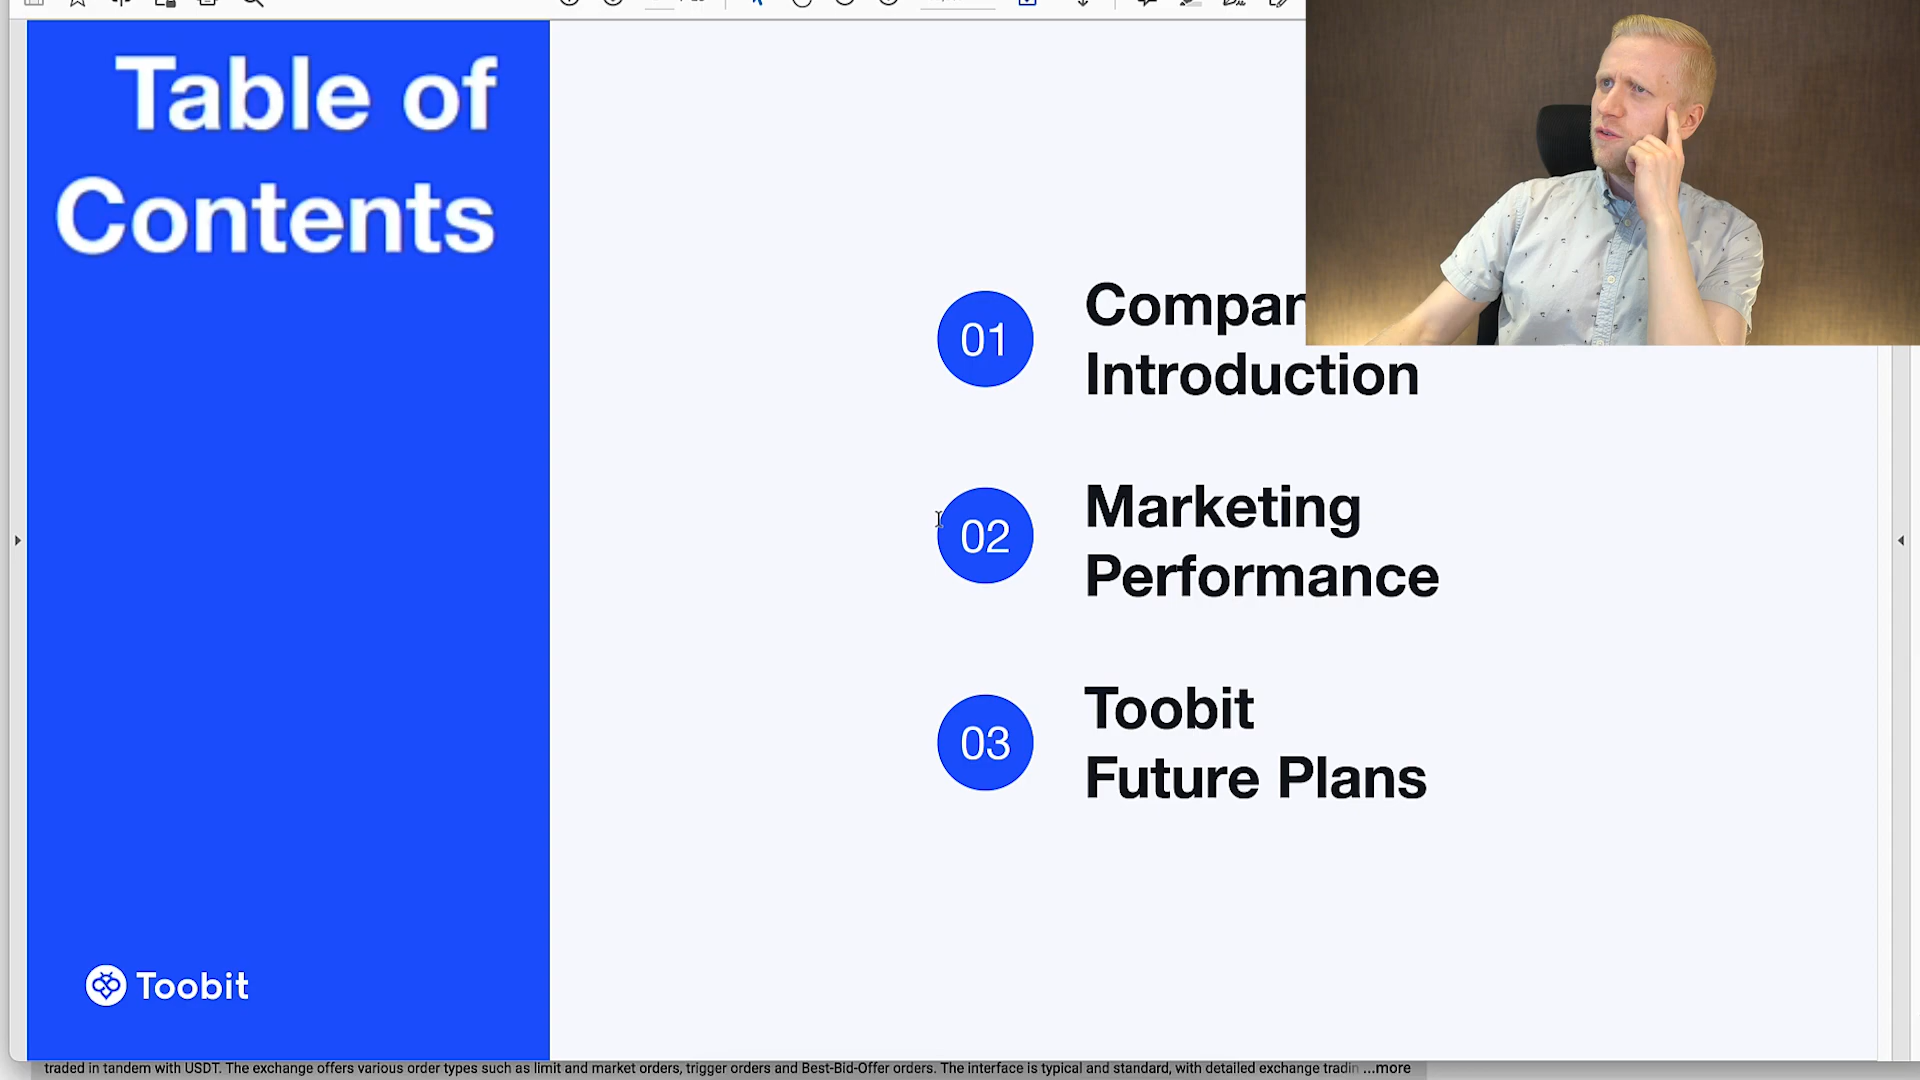 Table of
Contents
01
Compan
Introduction
02
Marketing
Performance
03
Toobit
Future Plans
Toobit
traded in tandem with USDT. The exchange offers various order types such as limit and market orders, trigger orders and Best-Bid-Offer orders. The interface is typical and standard, with detailed exchange tradin ...more